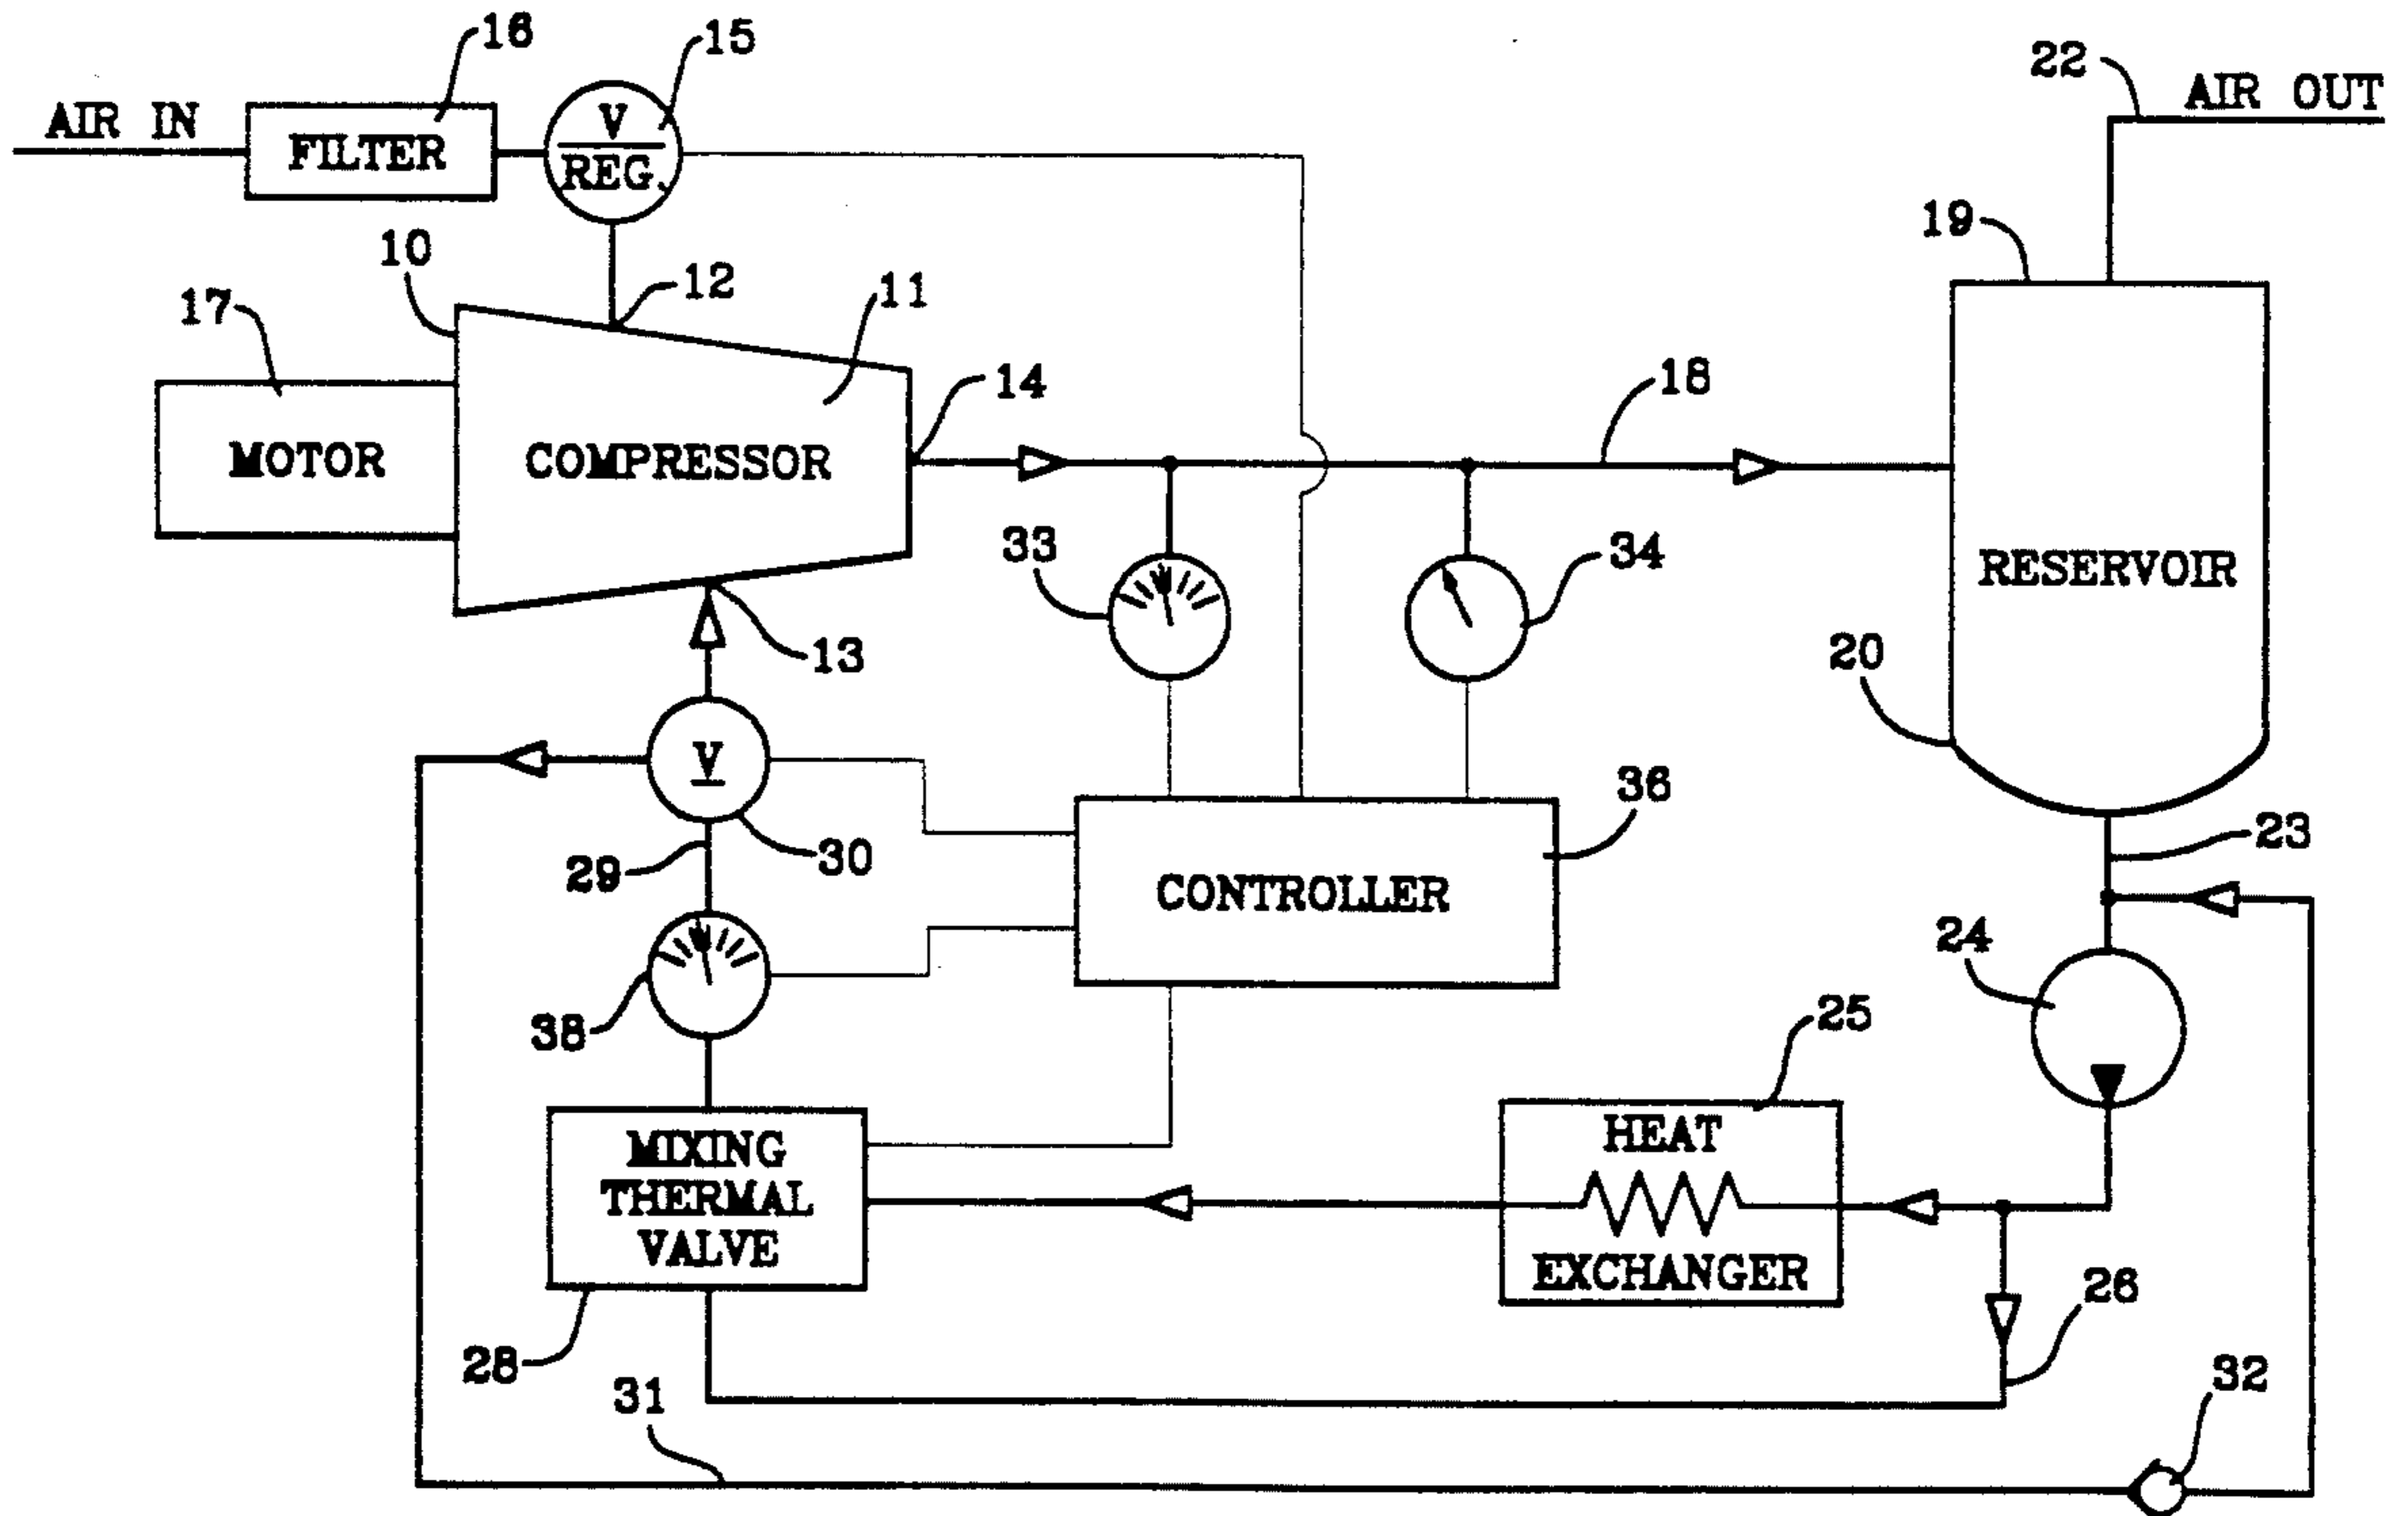 16
15
22
AIR IN
FILTER
V
REG.
AIR OUT
19
10
12
11
17
14
18
MOTOR
COMPRESSOR
33
34
RESERVOIR
13
20
V
36
30
29
CONTROLLER
23
24
38
25
MIXING
THERMAL
VALVE
HEAT
EXCHANGER
26
28
31
32